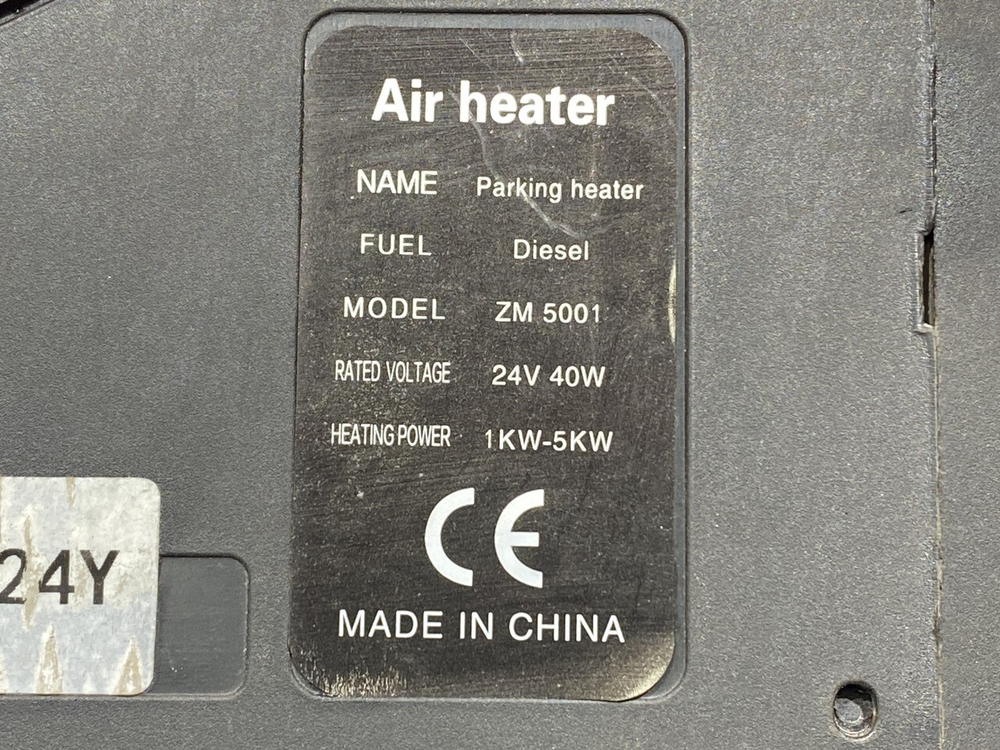 Air heater
NAME Parking heater
FUEL Diesel
MODEL ZM 5001
RATED VOLTAGE 24V 40W
HEATING POWER 1KW-5KW
CE
MADE IN CHINA
24Y